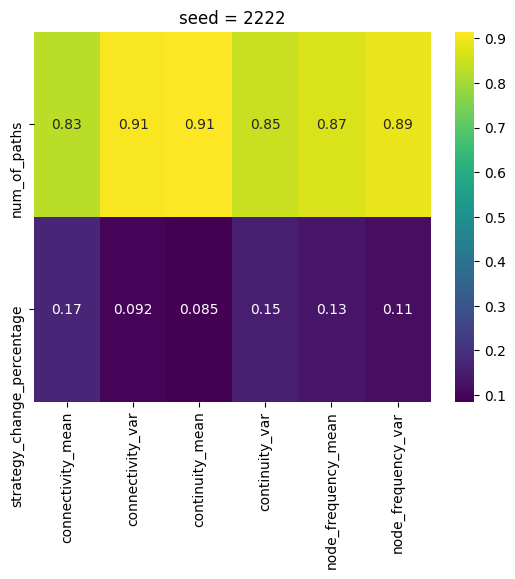 seed = 2222
num_of_paths
0.83 0.91 0.91 0.85 0.87 0.89
strategy_change_percentage
0.17 0.092 0.085 0.15 0.13 0.11
connectivity_mean
connectivity_var
continuity_mean
continuity_var
node_frequency_mean
node_frequency_var
0.9
0.8
0.7
0.6
0.5
0.4
0.3
0.2
0.1